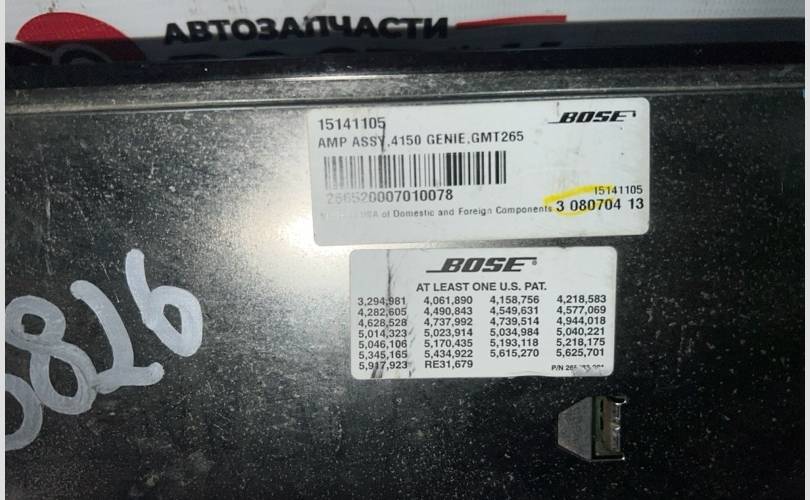 АВТОЗАПЧАСТИ
15141105
BOSE
AMP ASSY,4150 GENIE,GMT265
266520007010078
USA of Domestic and Foreign Components
15141105
3 080704 13
BOSE®
AT LEAST ONE U.S. PAT.
3,294,981 4,061,890 4,158,756 4,218,583
4,282,605 4,490,843 4,549,631 4,577,069
4,628,528 4,737,992 4,739,514 4,944,018
5,014,323 5,023,914 5,034,984 5,040,221
5,046,106 5,170,435 5,193,118 5,218,175
5,345,165 5,434,922 5,615,270 5,625,701
5,917,923 RE31,679
P/N